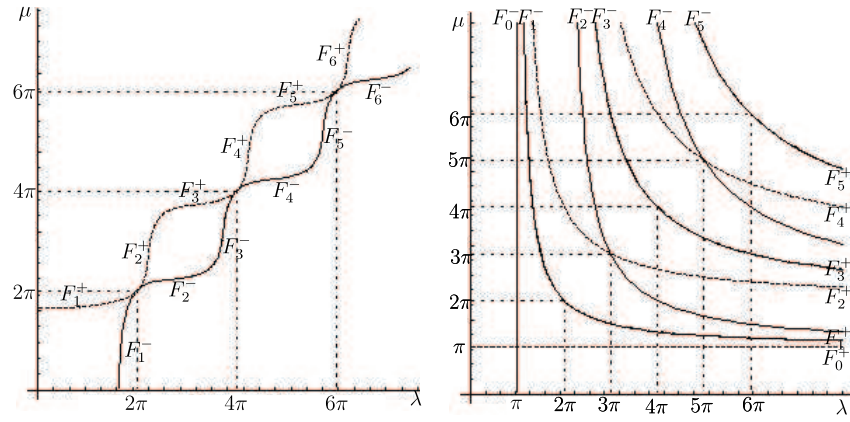 μ
F₆⁺
F₅⁺
6π
F₆⁻
F₄⁺
F₅⁻
F₃⁺
4π
F₄⁻
F₂⁺
F₃⁻
F₁⁺
2π
F₂⁻
F₁⁻
2π 4π 6π λ
μ F₀⁻ F₁⁻ F₂⁻ F₃⁻ F₄⁻ F₅⁻
6π
5π
F₅⁺
4π
F₄⁺
3π
F₃⁺
F₂⁺
2π
F₁⁺
π
F₀⁺
π 2π 3π 4π 5π 6π λ